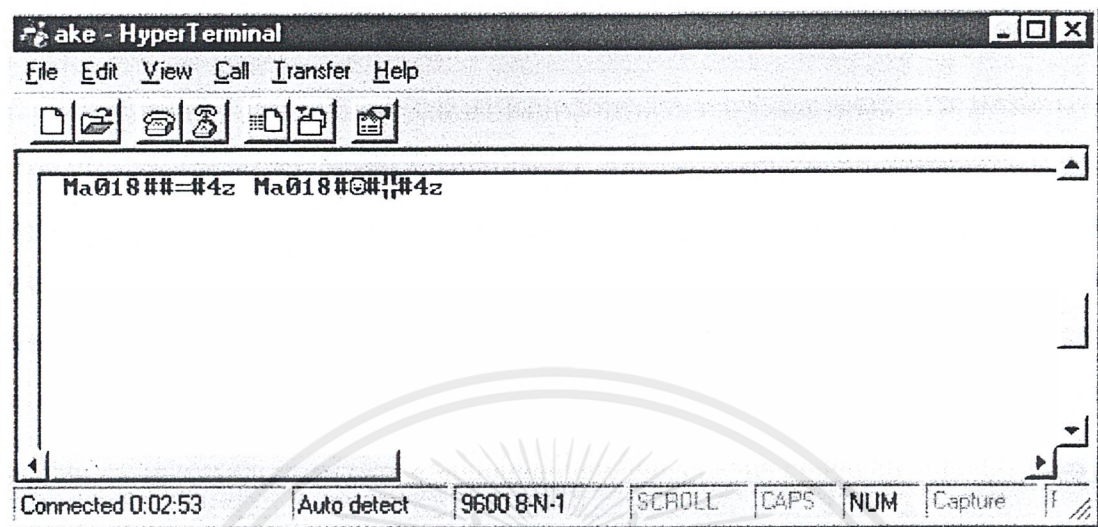 ake - HyperTerminal
File Edit View Call Transfer Help
Ma018##=#4z Ma018#☺#╬#4z
Connected 0:02:53 Auto detect 9600 8-N-1 SCROLL CAPS NUM Capture